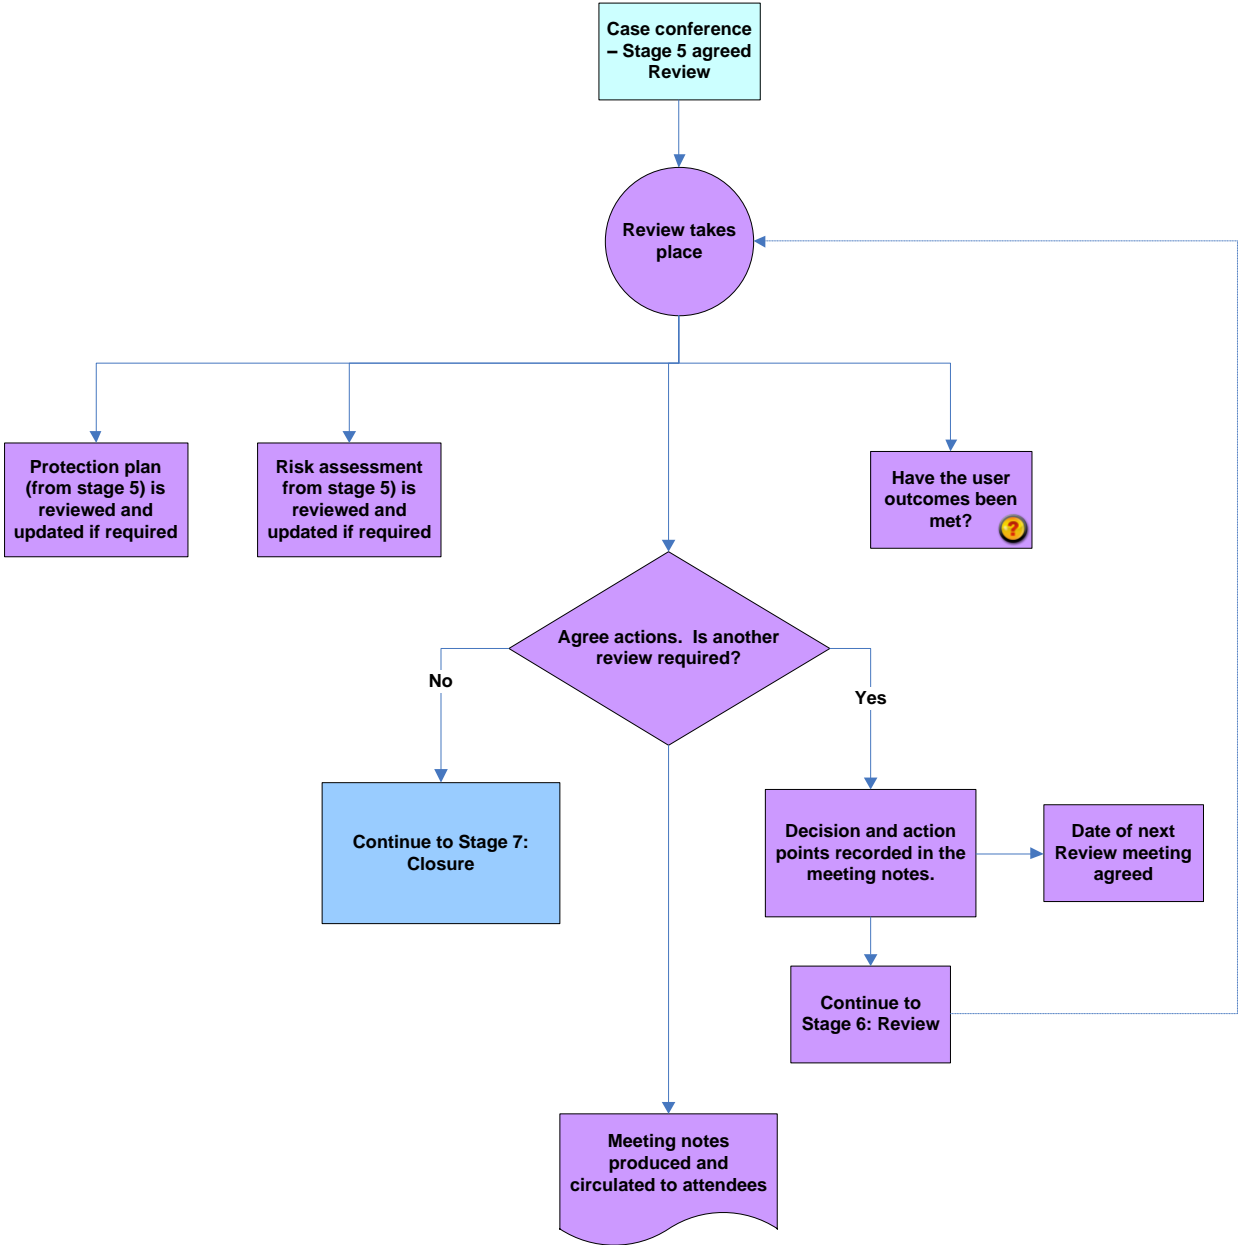 Case conference
– Stage 5 agreed
Review
Review takes
place
Protection plan
(from stage 5) is
reviewed and
updated if required
Risk assessment
from stage 5) is
reviewed and
updated if required
Have the user
outcomes been
met?
?
Agree actions.  Is another
review required?
No
Yes
Continue to Stage 7:
Closure
Decision and action
points recorded in the
meeting notes.
Date of next
Review meeting
agreed
Continue to
Stage 6: Review
Meeting notes
produced and
circulated to attendees